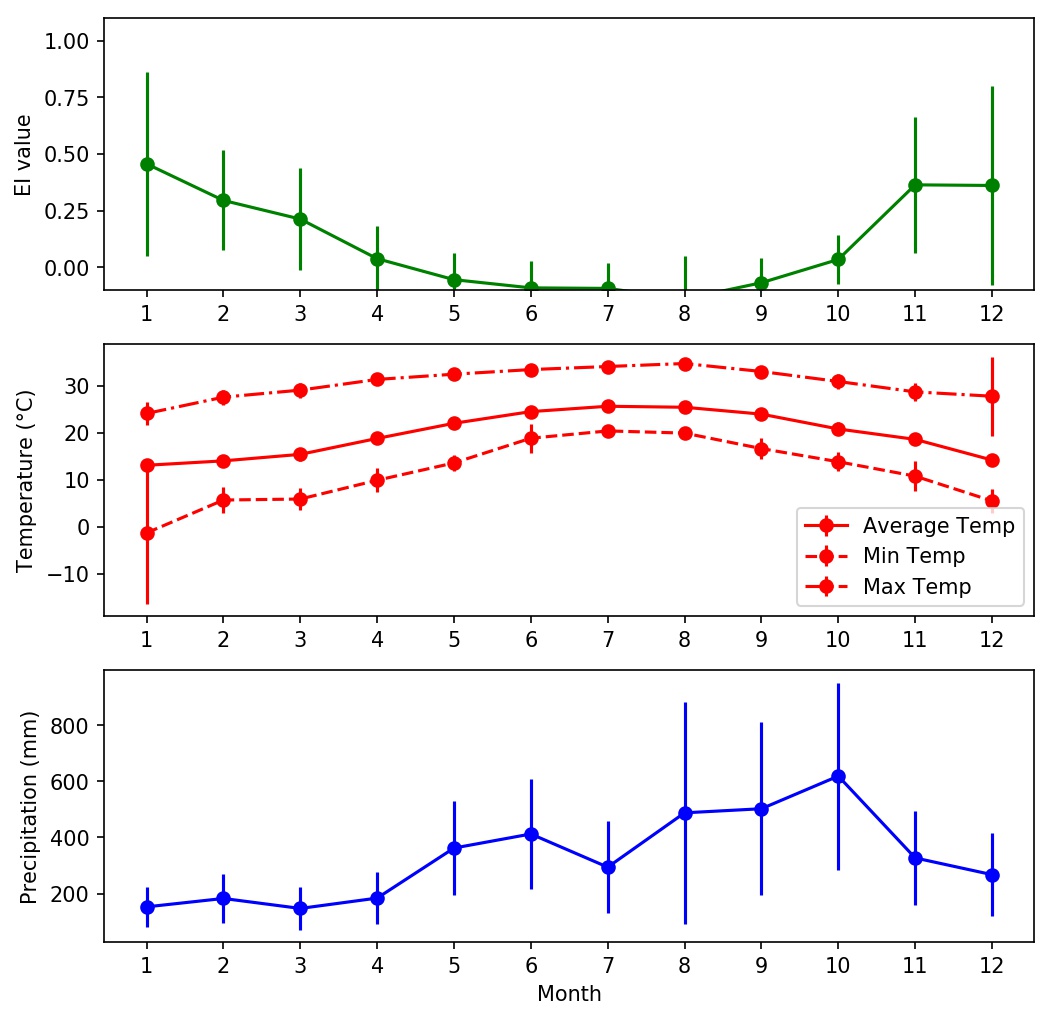 EI value
1.00
0.75
0.50
0.25
0.00
1 2 3 4 5 6 7 8 9 10 11 12
Temperature (°C)
30
20
10
0
−10
Average Temp
Min Temp
Max Temp
1 2 3 4 5 6 7 8 9 10 11 12
Precipitation (mm)
800
600
400
200
1 2 3 4 5 6 7 8 9 10 11 12
Month